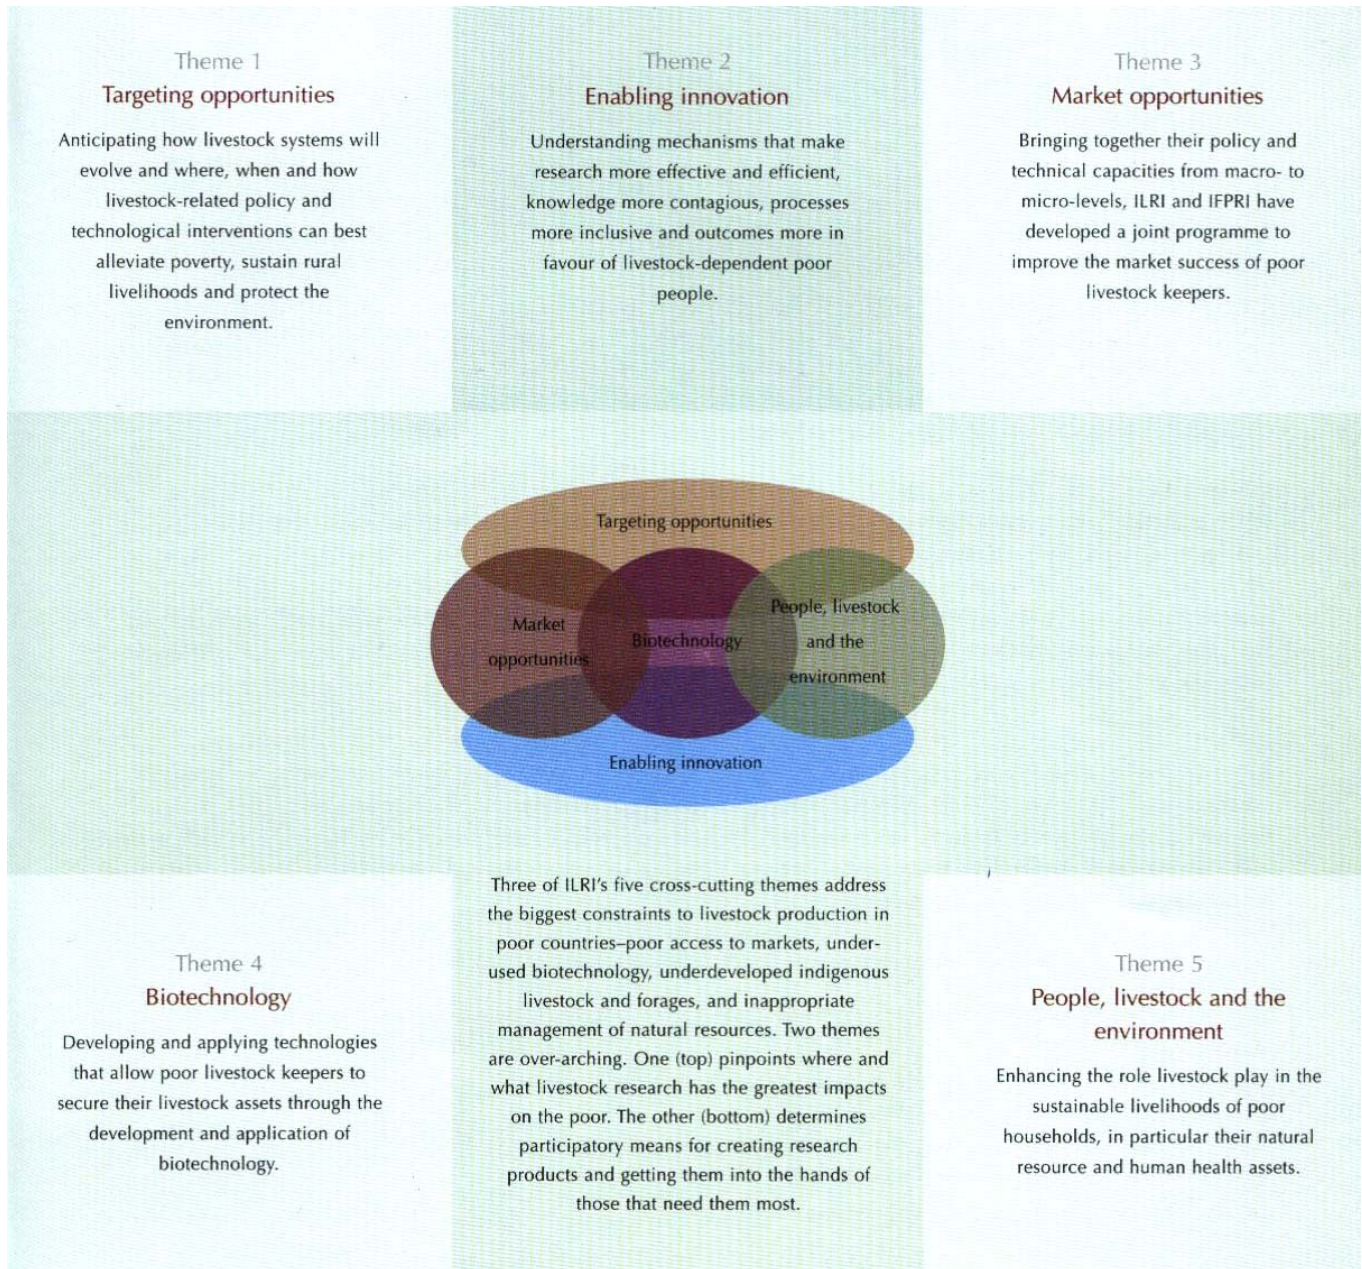 Theme 1
Targeting opportunities
Anticipating how livestock systems will
evolve and where, when and how
livestock-related policy and
technological interventions can best
alleviate poverty, sustain rural
livelihoods and protect the
environment.
Theme 2
Enabling innovation
Understanding mechanisms that make
research more effective and efficient,
knowledge more contagious, processes
more inclusive and outcomes more in
favour of livestock-dependent poor
people.
Theme 3
Market opportunities
Bringing together their policy and
technical capacities from macro- to
micro-levels, ILRI and IFPRI have
developed a joint programme to
improve the market success of poor
livestock keepers.
Targeting opportunities
Market
opportunities
Biotechnology
People, livestock
and the
environment
Enabling innovation
Theme 4
Biotechnology
Developing and applying technologies
that allow poor livestock keepers to
secure their livestock assets through the
development and application of
biotechnology.
Three of ILRI's five cross-cutting themes address
the biggest constraints to livestock production in
poor countries–poor access to markets, under-
used biotechnology, underdeveloped indigenous
livestock and forages, and inappropriate
management of natural resources. Two themes
are over-arching. One (top) pinpoints where and
what livestock research has the greatest impacts
on the poor. The other (bottom) determines
participatory means for creating research
products and getting them into the hands of
those that need them most.
Theme 5
People, livestock and the
environment
Enhancing the role livestock play in the
sustainable livelihoods of poor
households, in particular their natural
resource and human health assets.